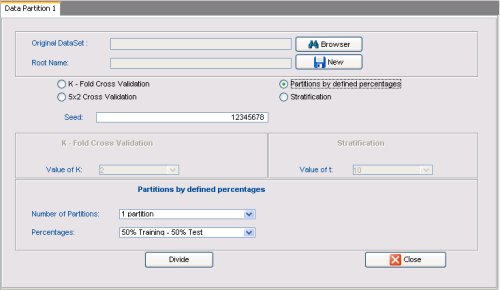 Data Partition 1
Original DataSet :
Browser
Root Name:
New
K - Fold Cross Validation
Partitions by defined percentages
5x2 Cross Validation
Stratification
Seed:
12345678
K - Fold Cross Validation
Stratification
Value of K:
2
Value of t:
10
Partitions by defined percentages
Number of Partitions:
1 partition
Percentages:
50% Training - 50% Test
Divide
Close